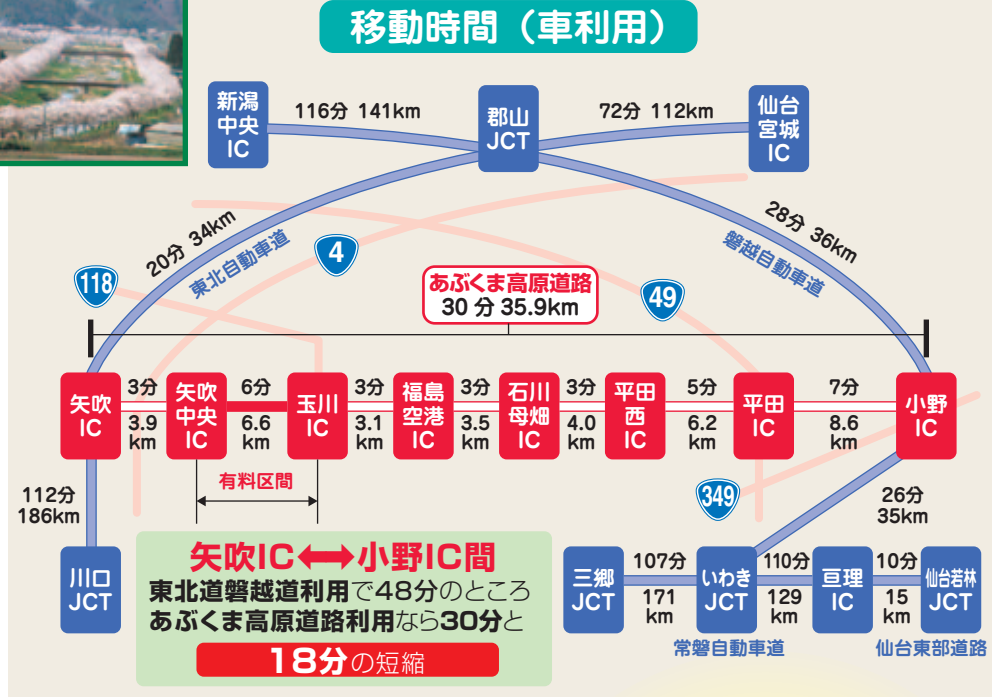 移動時間（車利用）
新潟
中央
IC
116分 141km
郡山
JCT
72分 112km
仙台
宮城
IC
20分 34km
東北自動車道
4
28分 36km
磐越自動車道
118
あぶくま高原道路
30分 35.9km
49
矢吹
IC
3分
3.9
km
矢吹
中央
IC
6分
6.6
km
玉川
IC
3分
3.1
km
福島
空港
IC
3分
3.5
km
石川
母畑
IC
3分
4.0
km
平田
西
IC
5分
6.2
km
平田
IC
7分
8.6
km
小野
IC
有料区間
349
112分
186km
26分
35km
川口
JCT
矢吹IC⟷小野IC間
東北道磐越道利用で48分のところ
あぶくま高原道路利用なら30分と
18分の短縮
三郷
JCT
107分
171
km
いわき
JCT
110分
129
km
亘理
IC
10分
15
km
仙台若林
JCT
常磐自動車道
仙台東部道路